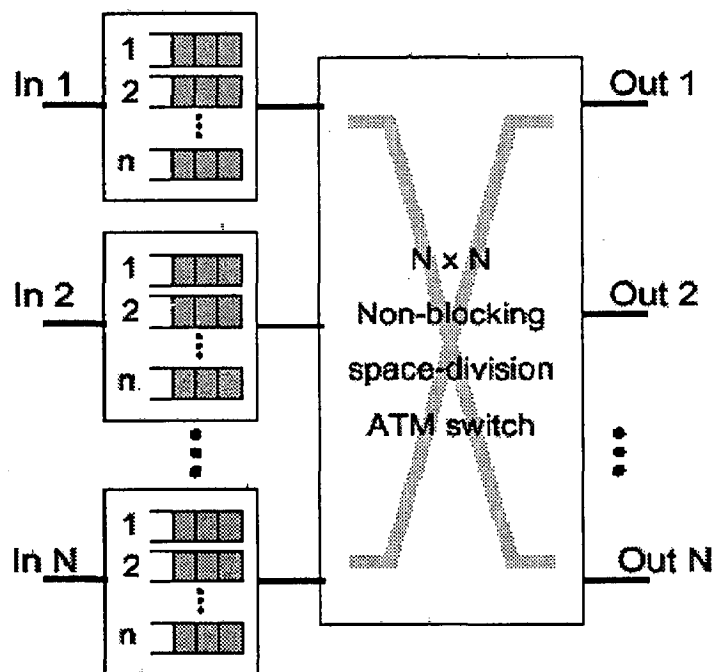 In 1
1
2
n
In 2
1
2
n
In N
1
2
n
N x N
Non-blocking
space-division
ATM switch
Out 1
Out 2
Out N